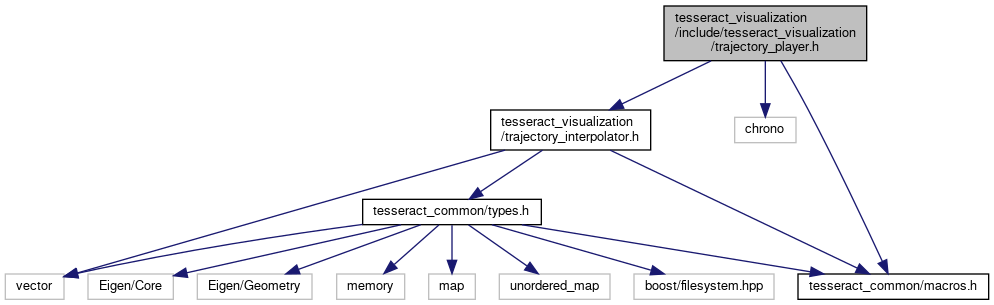 tesseract_visualization
/include/tesseract_visualization
/trajectory_player.h
tesseract_visualization
/trajectory_interpolator.h
chrono
tesseract_common/types.h
vector
Eigen/Core
Eigen/Geometry
memory
map
unordered_map
boost/filesystem.hpp
tesseract_common/macros.h